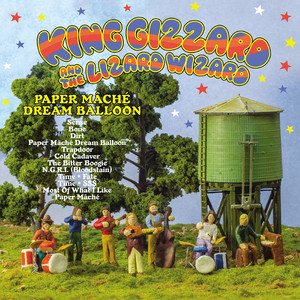 KING GIZZARD
AND THE LIZARD WIZARD
PAPER MACHÉ
DREAM BALLOON
Sense
Bone
Dirt
Paper Maché Dream Balloon
Trapdoor
Cold Cadaver
The Bitter Boogie
N.G.R.I. (Bloodstain)
Time • Fate
Time • $$$
Most Of What I Like
Paper Maché